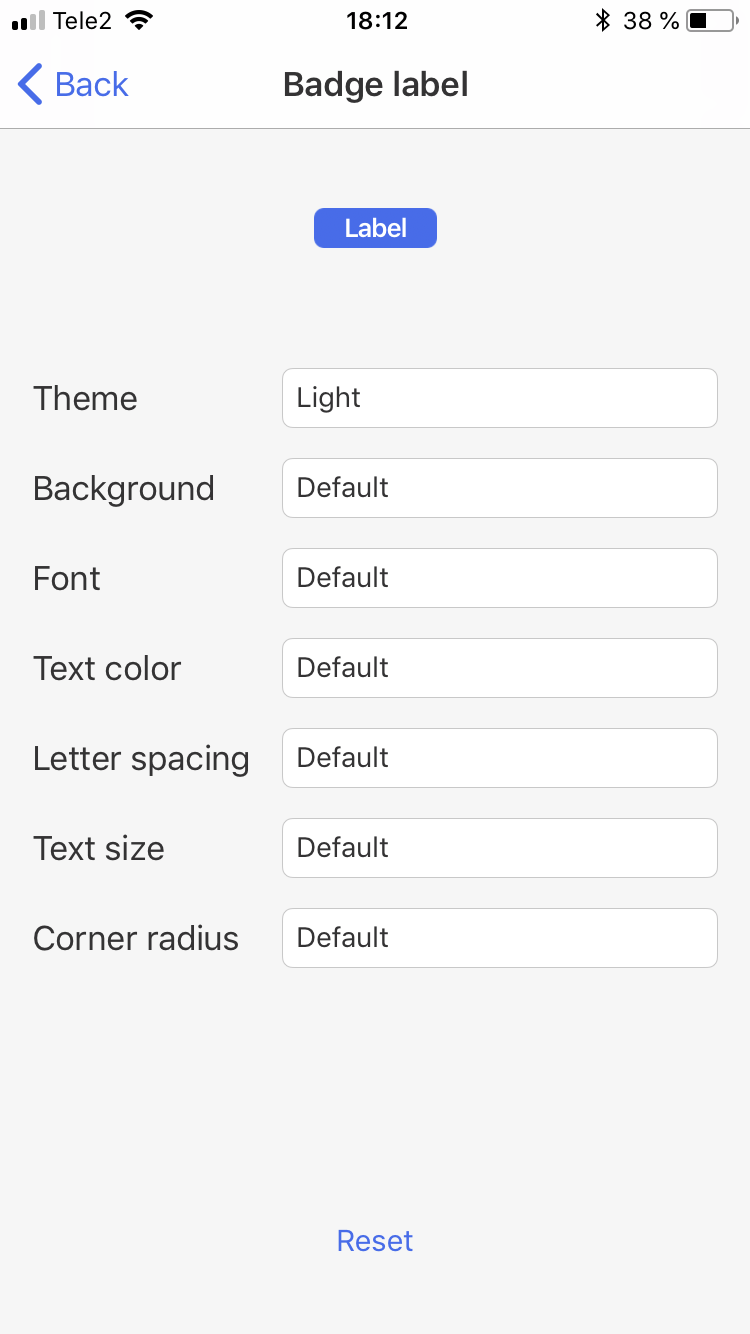 Tele2 18:12 38 %
Back Badge label
Label
Theme Light
Background Default
Font Default
Text color Default
Letter spacing Default
Text size Default
Corner radius Default
Reset